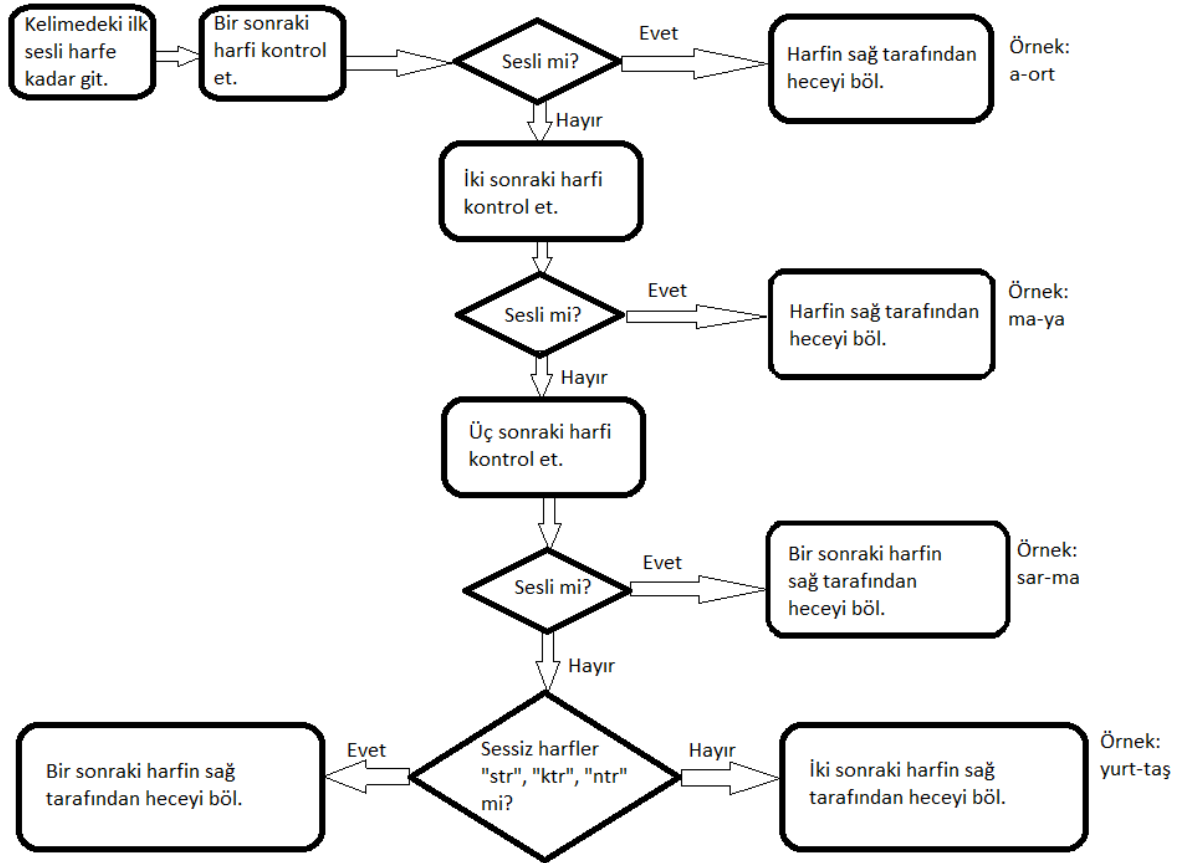 Kelimedeki ilk
sesli harfe
kadar git.
Bir sonraki
harfi kontrol
et.
Sesli mi?
Evet
Harfin sağ tarafından
heceyi böl.
Örnek:
a-ort
Hayır
İki sonraki harfi
kontrol et.
Sesli mi?
Evet
Harfin sağ tarafından
heceyi böl.
Örnek:
ma-ya
Hayır
Üç sonraki harfi
kontrol et.
Sesli mi?
Evet
Bir sonraki harfin
sağ tarafından
heceyi böl.
Örnek:
sar-ma
Hayır
Sessiz harfler
"str", "ktr", "ntr"
mi?
Evet
Bir sonraki harfin sağ
tarafından heceyi böl.
Hayır
İki sonraki harfin sağ
tarafından heceyi böl.
Örnek:
yurt-taş